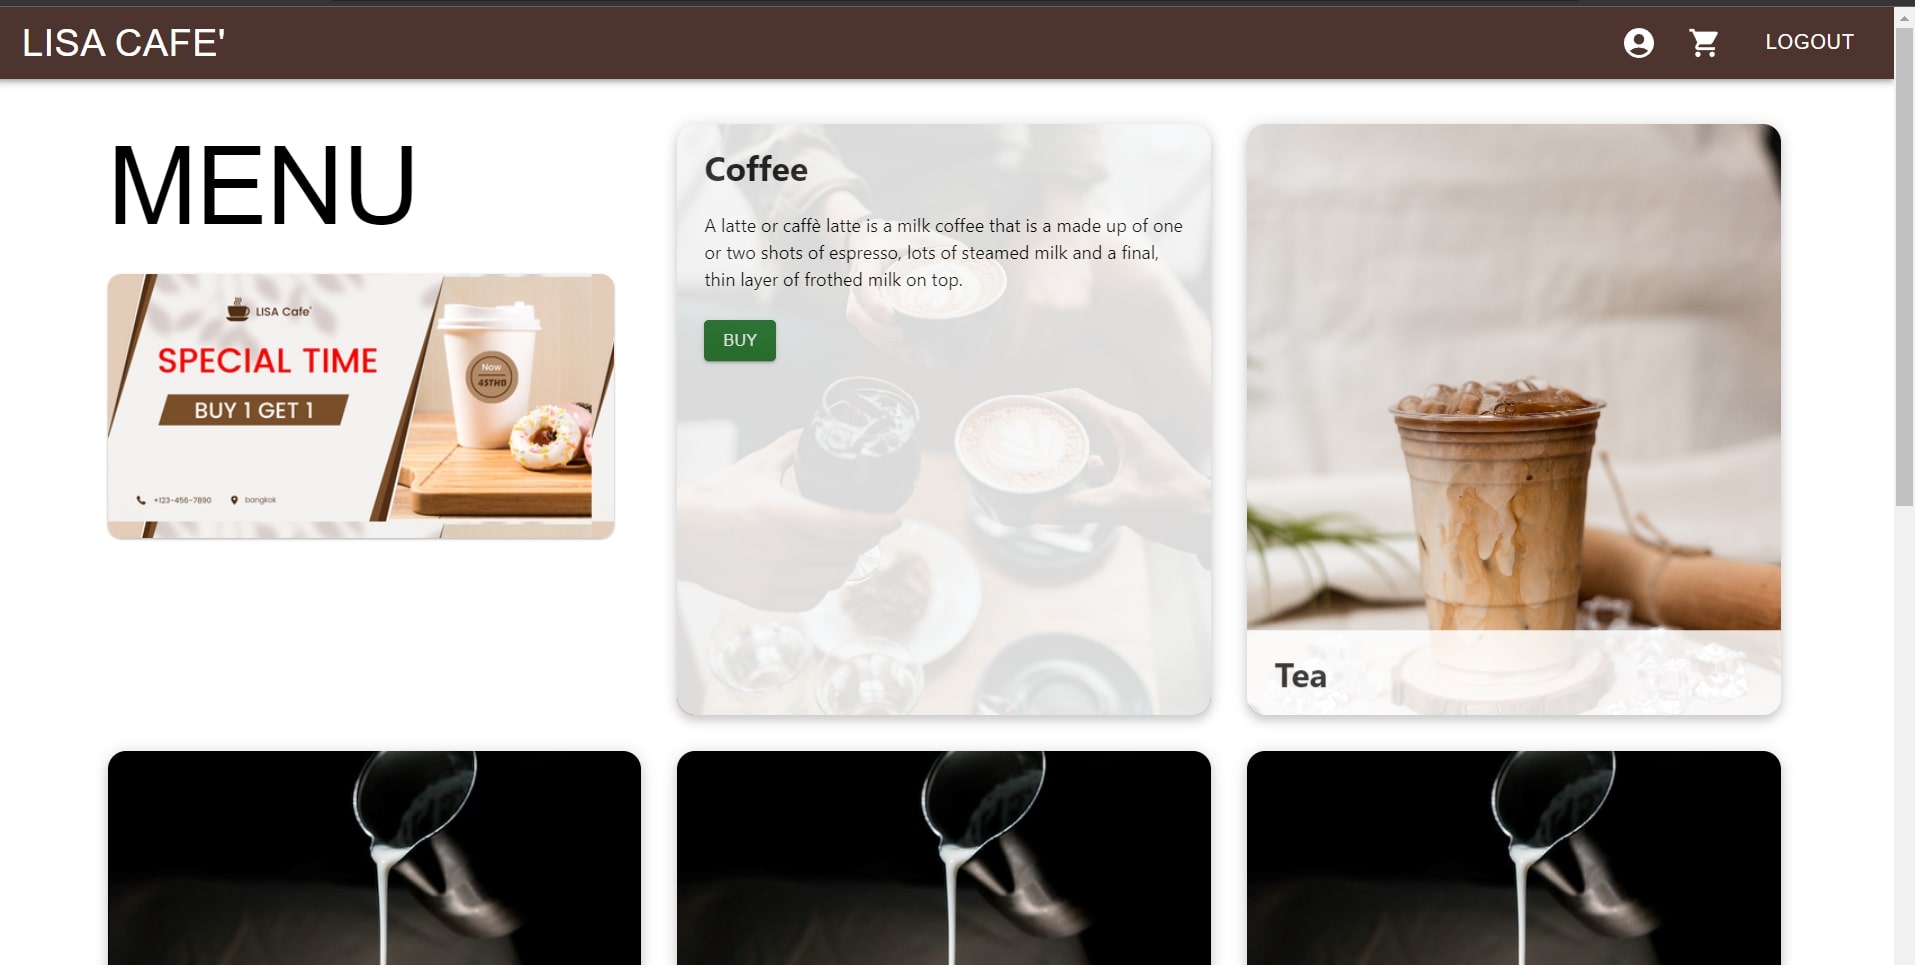 LISA CAFE'
LOGOUT
MENU
LISA Cafe'
SPECIAL TIME
BUY 1 GET 1
Now
45THB
+123-456-7890
bangkok
Coffee
A latte or caffè latte is a milk coffee that is a made up of one
or two shots of espresso, lots of steamed milk and a final,
thin layer of frothed milk on top.
BUY
Tea